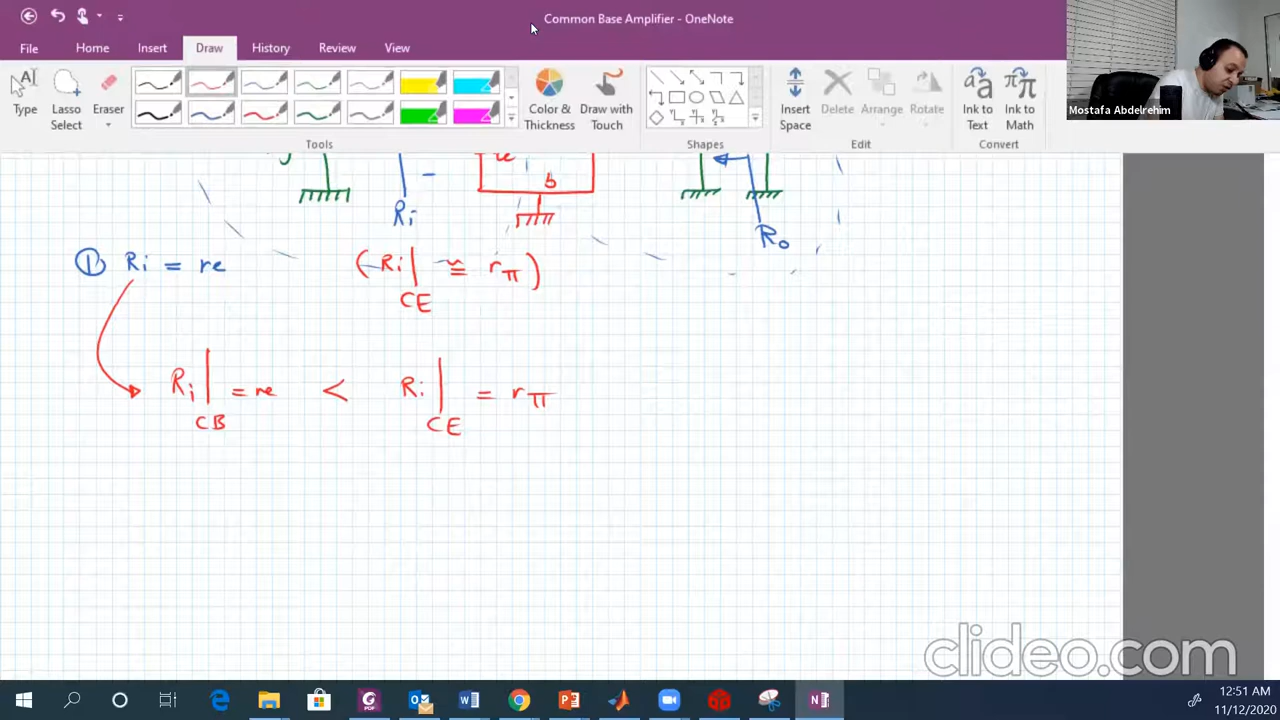 Common Base Amplifier - OneNote
File Home Insert Draw History Review View
Type
Lasso Select
Eraser
Color & Thickness
Draw with Touch
Insert Space
Delete
Arrange
Rotate
Ink to Text
Ink to Math
Tools
Shapes
Edit
Convert
Mostafa Abdelrehim
re
b
Ri
Ro
① Ri = re (Ri| CE ≅ rπ)
Ri| CB = re < Ri| CE = rπ
clideo.com
12:51 AM
11/12/2020